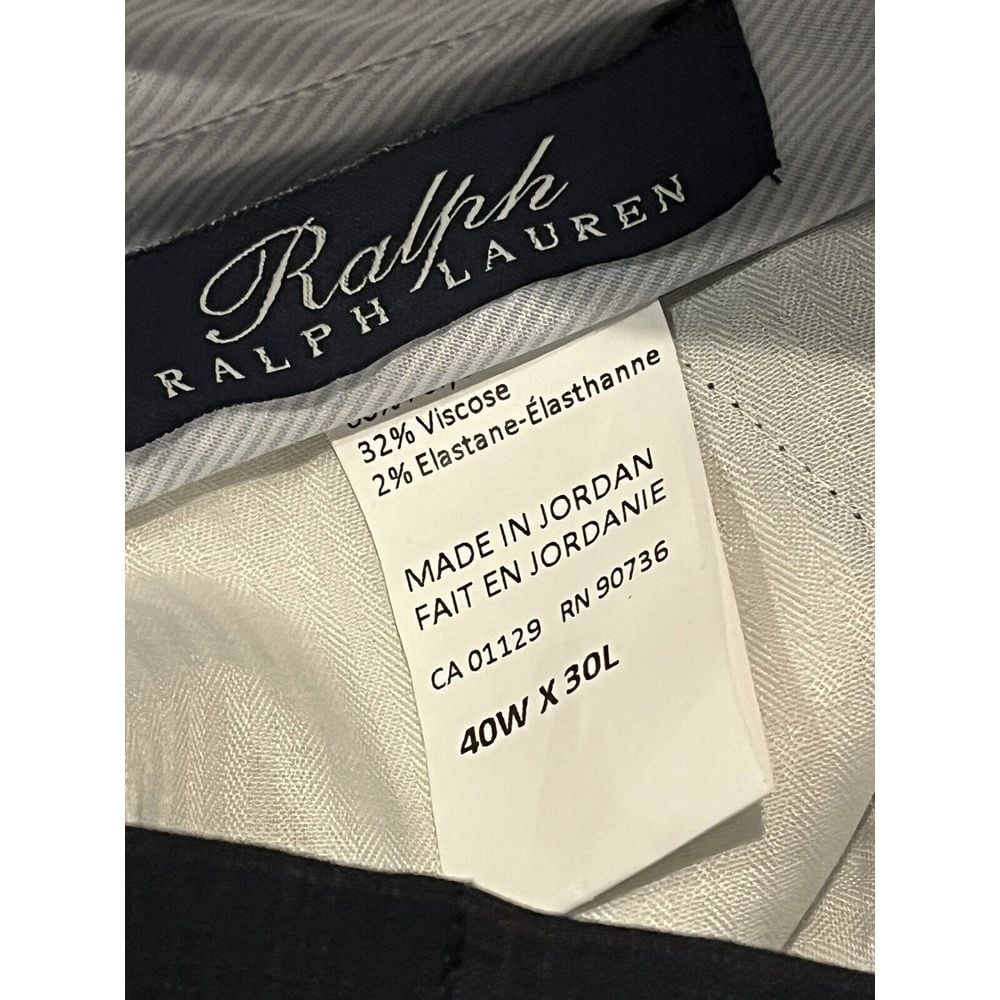 Ralph
RALPH LAUREN
32% Viscose
2% Elastane-Élasthanne
MADE IN JORDAN
FAIT EN JORDANIE
CA 01129 RN 90736
40W X 30L